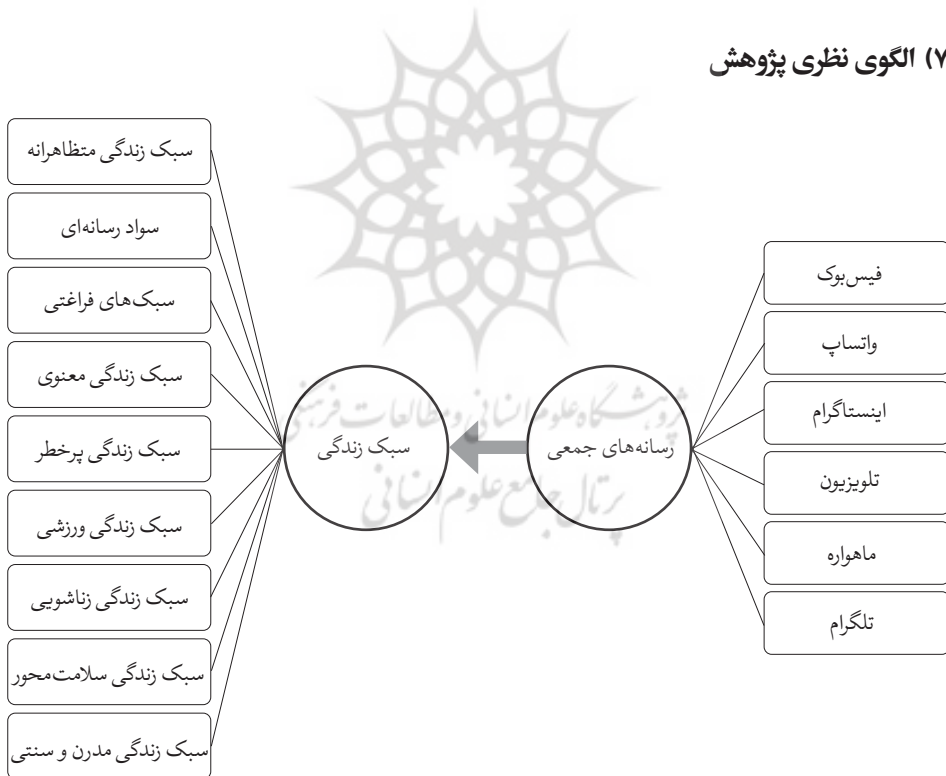 ۷) الگوی نظری پژوهش
فیس‌بوک
واتساپ
اینستاگرام
تلویزیون
ماهواره
تلگرام
رسانه‌های جمعی
سبک زندگی
سبک زندگی متظاهرانه
سواد رسانه‌ای
سبک‌های فراغتی
سبک زندگی معنوی
سبک زندگی پرخطر
سبک زندگی ورزشی
سبک زندگی زناشویی
سبک زندگی سلامت‌محور
سبک زندگی مدرن و سنتی
پژوهشگاه علوم انسانی و مطالعات فرهنگی
پرتال جامع علوم انسانی